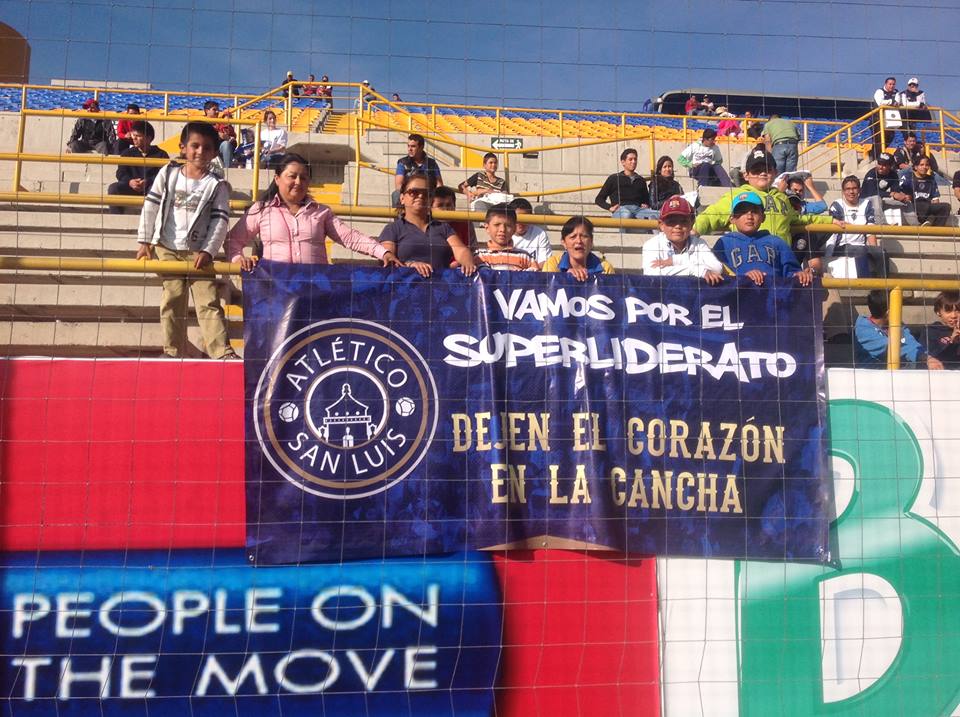 VAMOS POR EL
SUPERLIDERATO
ATLÉTICO
SAN LUIS
DEJEN EL CORAZÓN
EN LA CANCHA
PEOPLE ON
THE MOVE
B
GAP